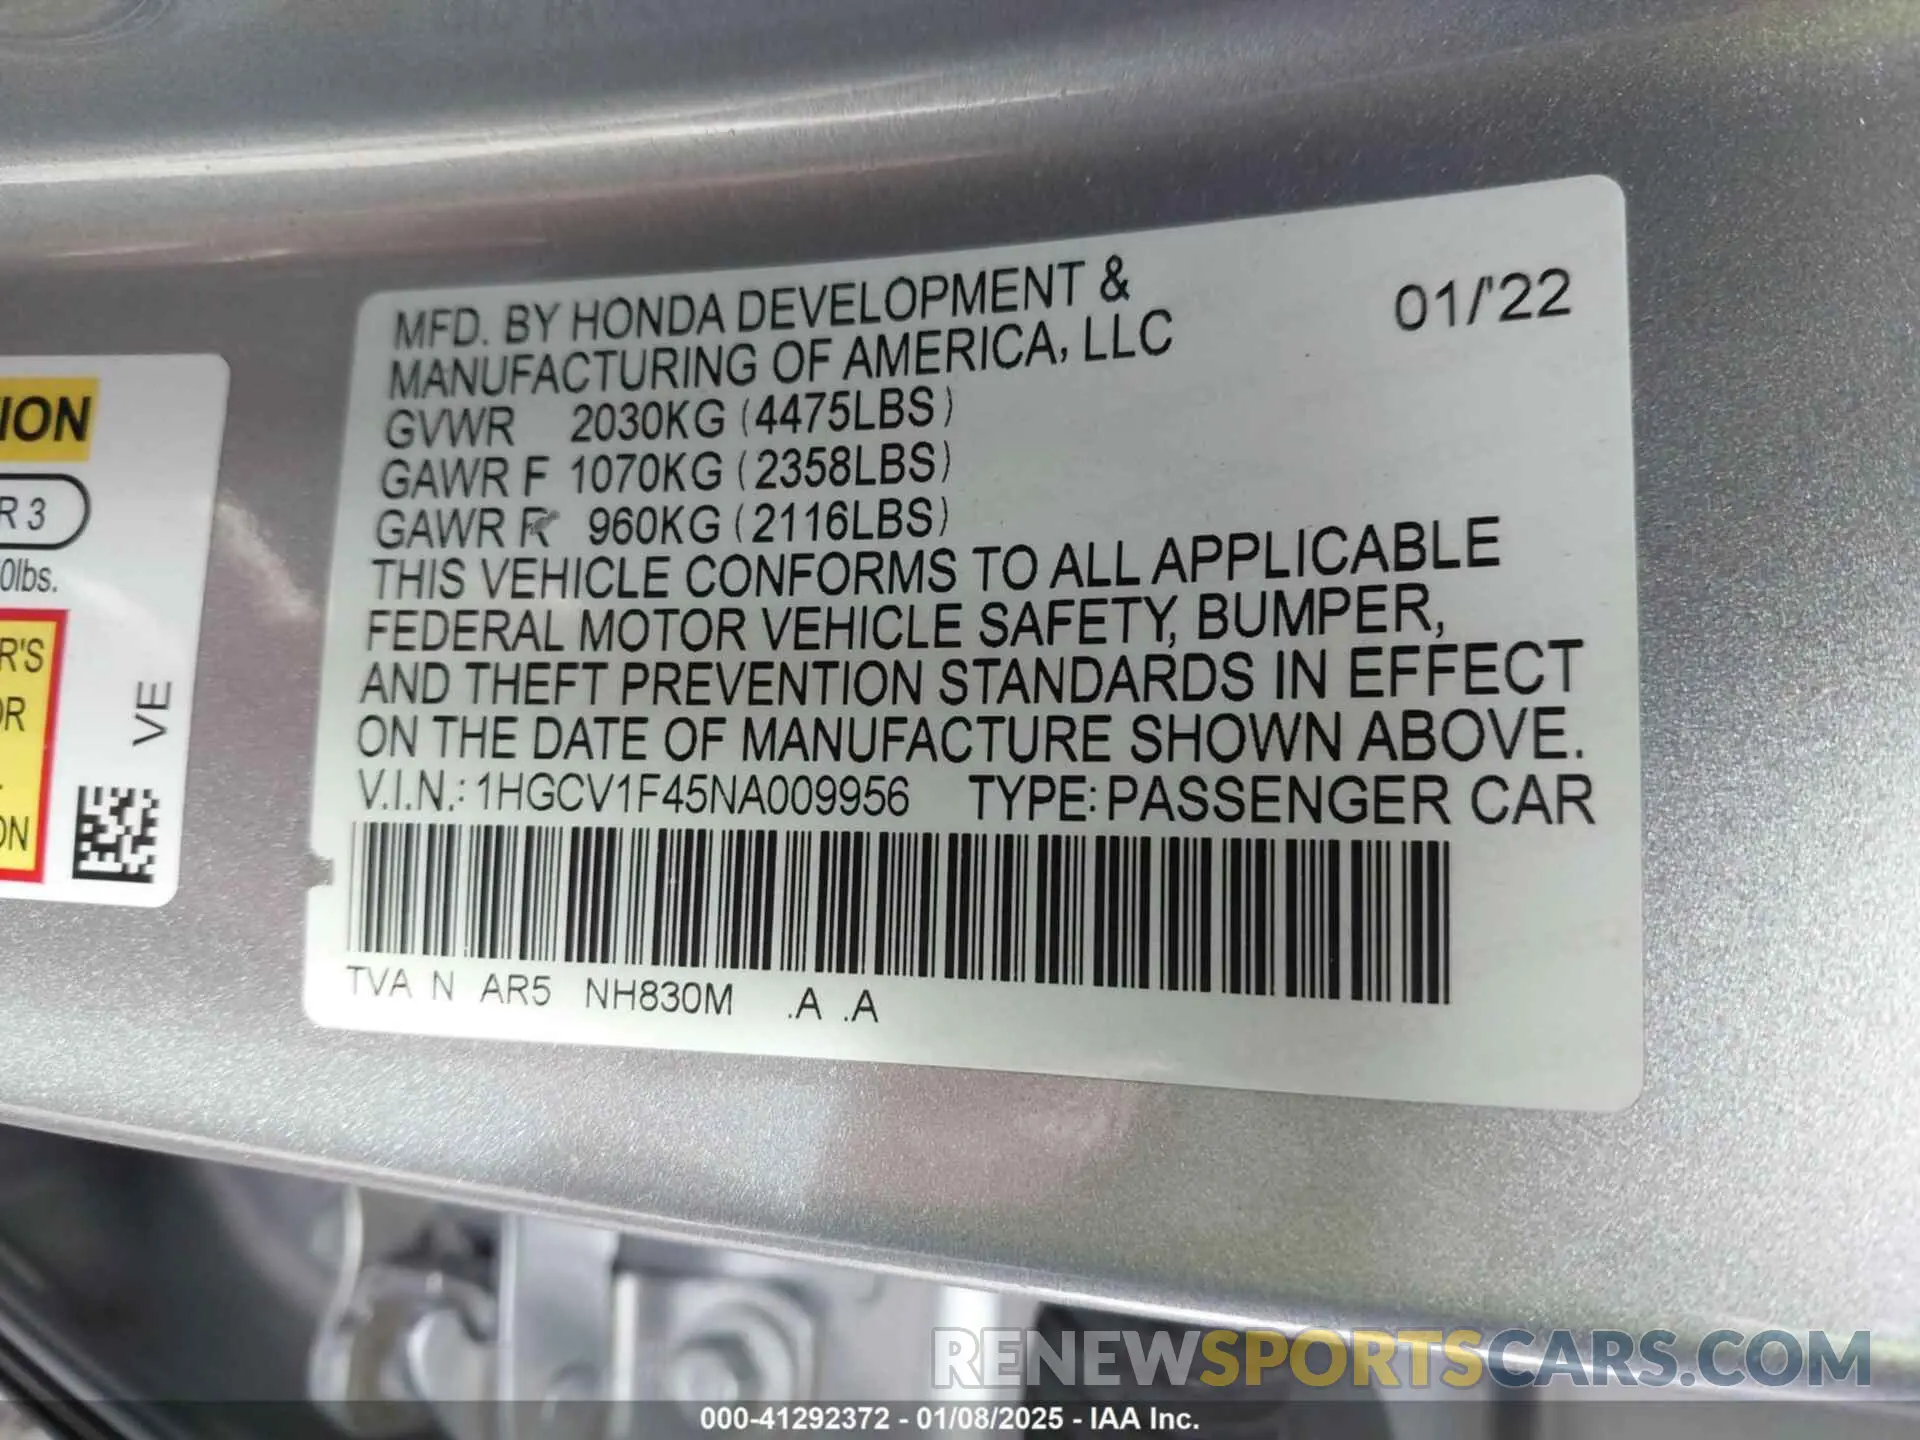 MFD. BY HONDA DEVELOPMENT &
MANUFACTURING OF AMERICA, LLC
01/'22
GVWR 2030KG (4475LBS)
GAWR F 1070KG (2358LBS)
GAWR R 960KG (2116LBS)
THIS VEHICLE CONFORMS TO ALL APPLICABLE
FEDERAL MOTOR VEHICLE SAFETY, BUMPER,
AND THEFT PREVENTION STANDARDS IN EFFECT
ON THE DATE OF MANUFACTURE SHOWN ABOVE.
V.I.N.: 1HGCV1F45NA009956 TYPE: PASSENGER CAR
TVA N AR5 NH830M .A .A
ION
R 3
0lbs.
R'S
OR
ON
VE
RENEWSPORTSCARS.COM
000-41292372 - 01/08/2025 - IAA Inc.